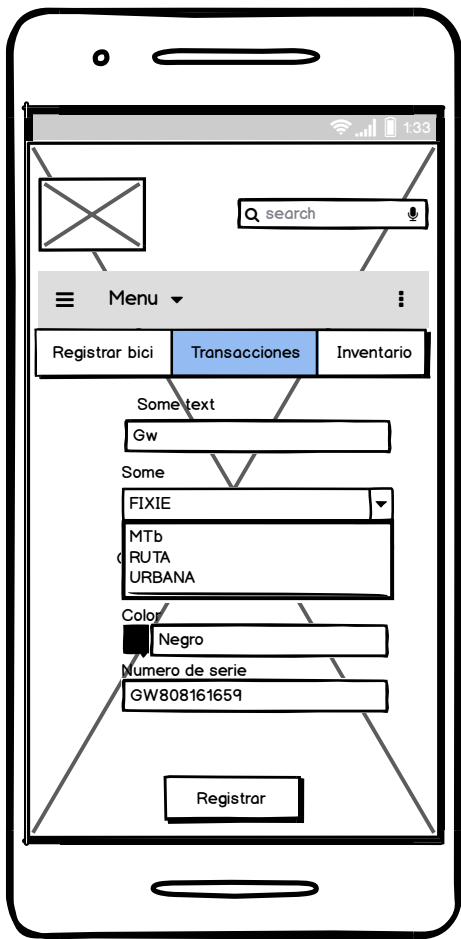 1:33
search
Menu
Registrar bici Transacciones Inventario
Some text
Gw
Some
FIXIE
MTb
RUTA
URBANA
Color
Negro
Numero de serie
GW808161659
Registrar